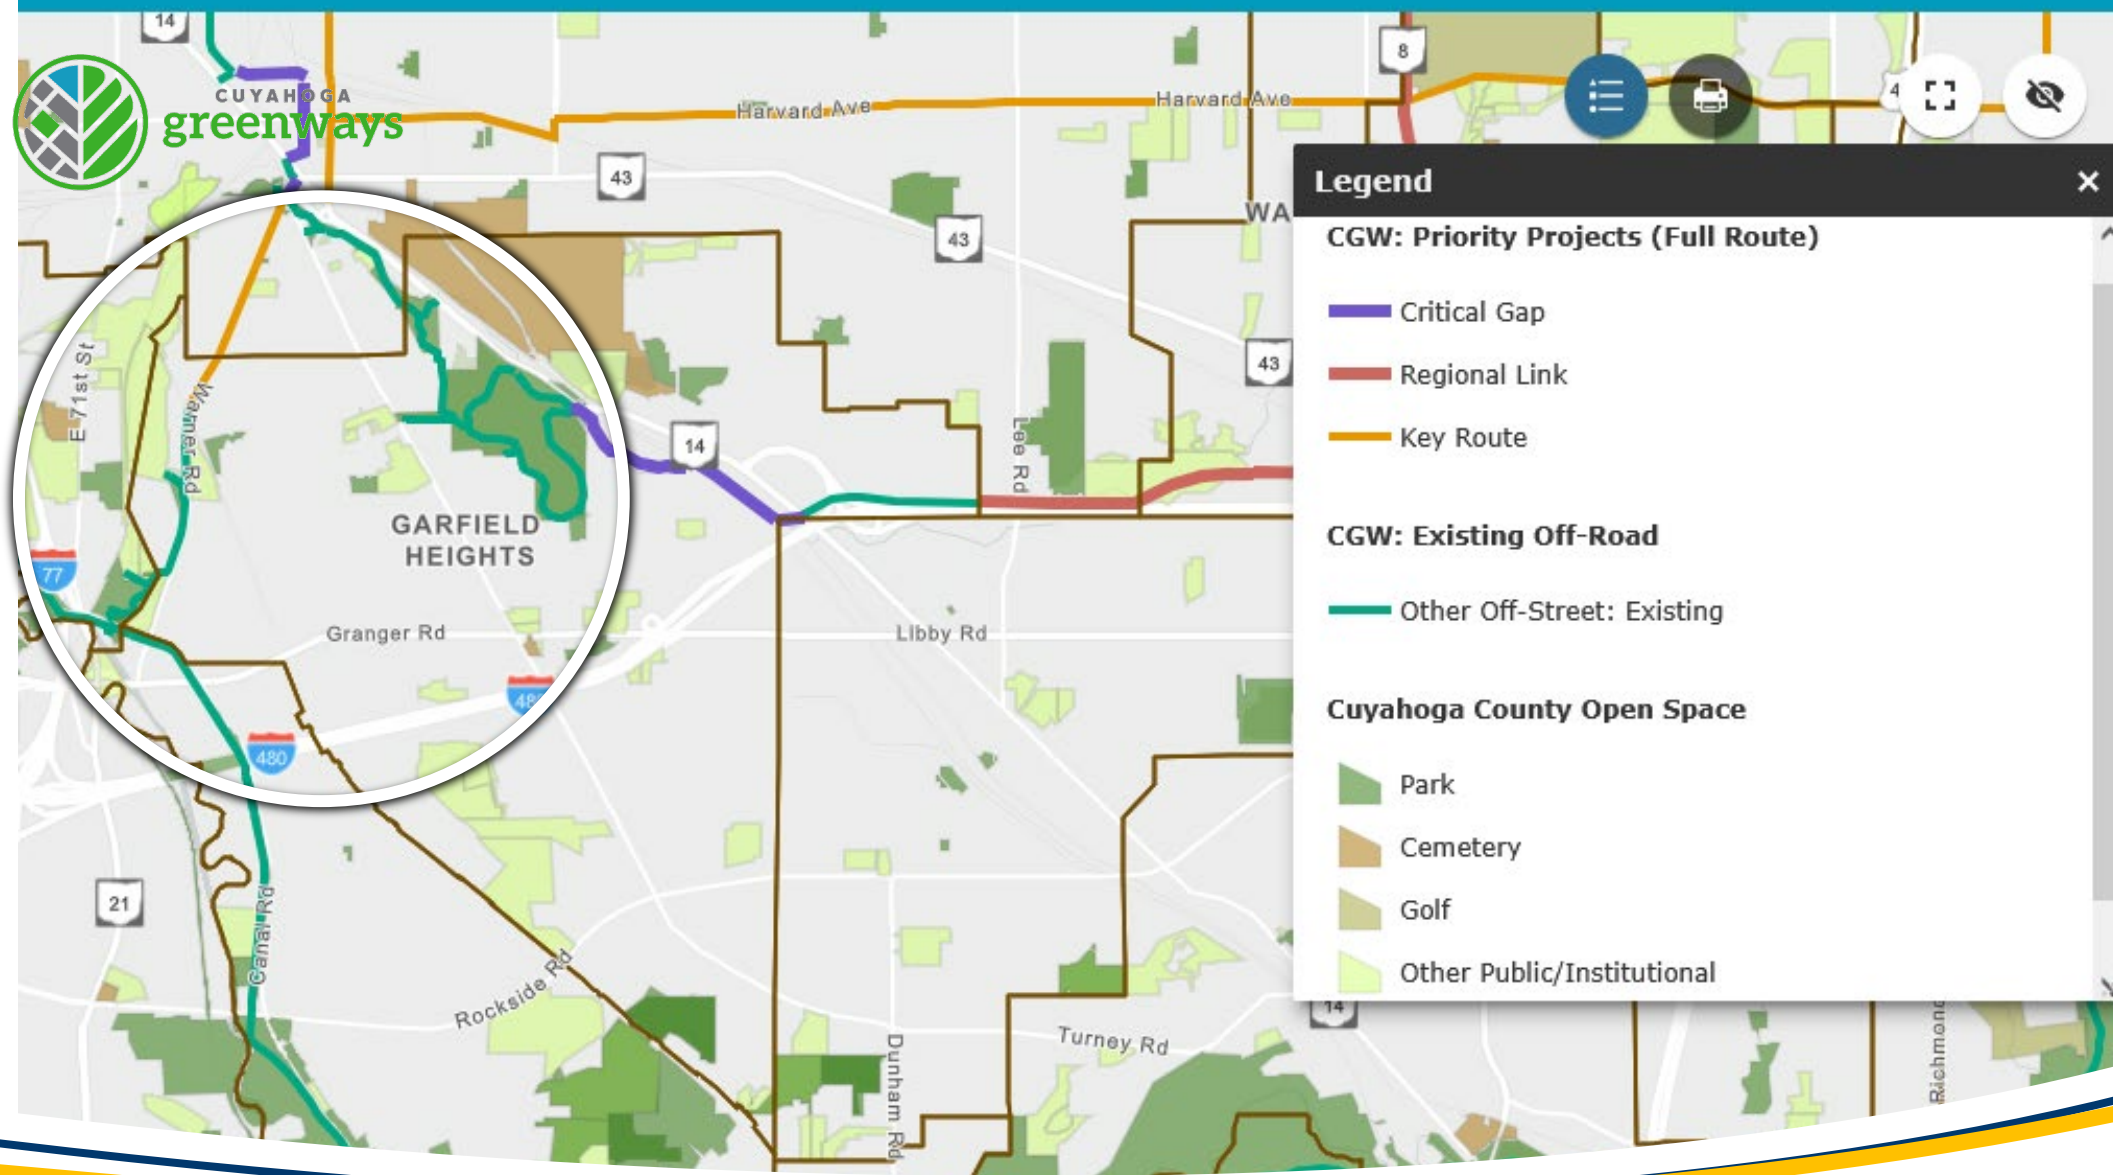 14
8
4
CUYAHOGA
greenways
Harvard Ave
Harvard Ave
43
Legend
WA
43
CGW: Priority Projects (Full Route)
Critical Gap
43
E 71st St
Warner Rd
Regional Link
14
Lee Rd
Key Route
GARFIELD
HEIGHTS
CGW: Existing Off-Road
77
Other Off-Street: Existing
Granger Rd
LIbby Rd
48
Cuyahoga County Open Space
480
Park
Cemetery
21
Canal Rd
Golf
Rockside Rd
Other Public/Institutional
14
Turney Rd
Dunham Rd
Richmond